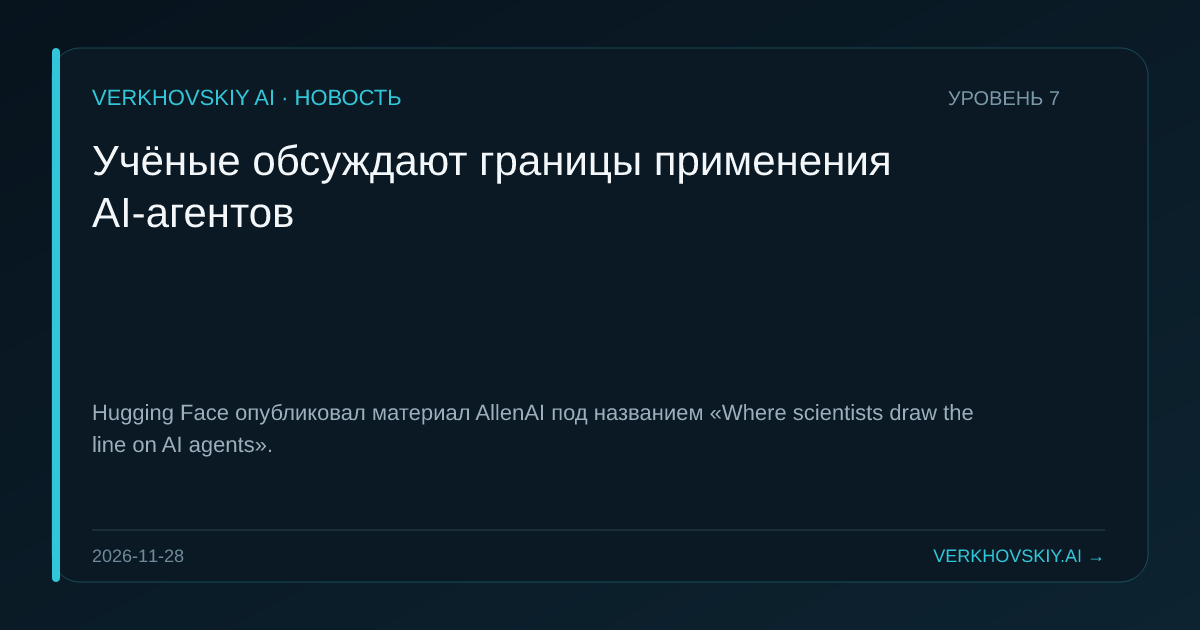 VERKHOVSKIY AI · НОВОСТЬ
УРОВЕНЬ 7
Учёные обсуждают границы применения
AI-агентов
Hugging Face опубликовал материал AllenAI под названием «Where scientists draw the
line on AI agents».
2026-11-28
VERKHOVSKIY.AI →